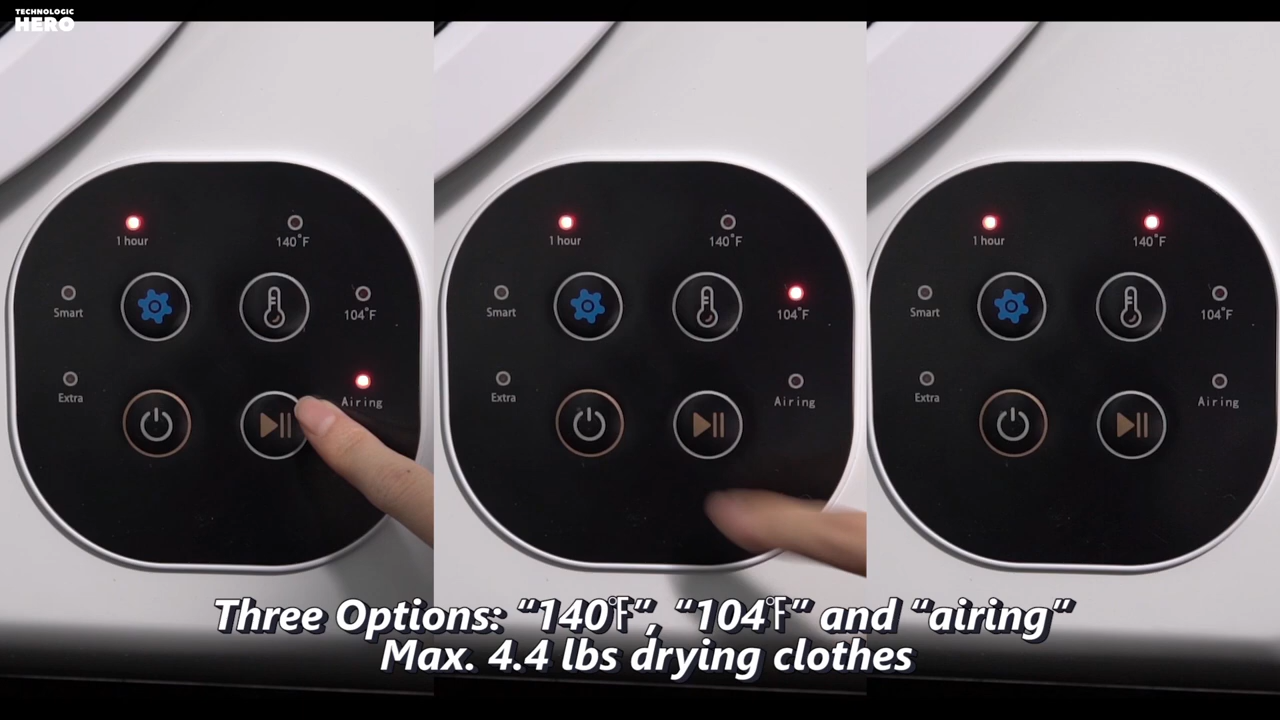 TECHNOLOGIC
HERO
1 hour
140°F
Smart
104°F
Extra
Airing
1 hour
140°F
Smart
104°F
Extra
Airing
1 hour
140°F
Smart
104°F
Extra
Airing
Three Options: “140℉”, “104℉” and “airing”
Max. 4.4 lbs drying clothes